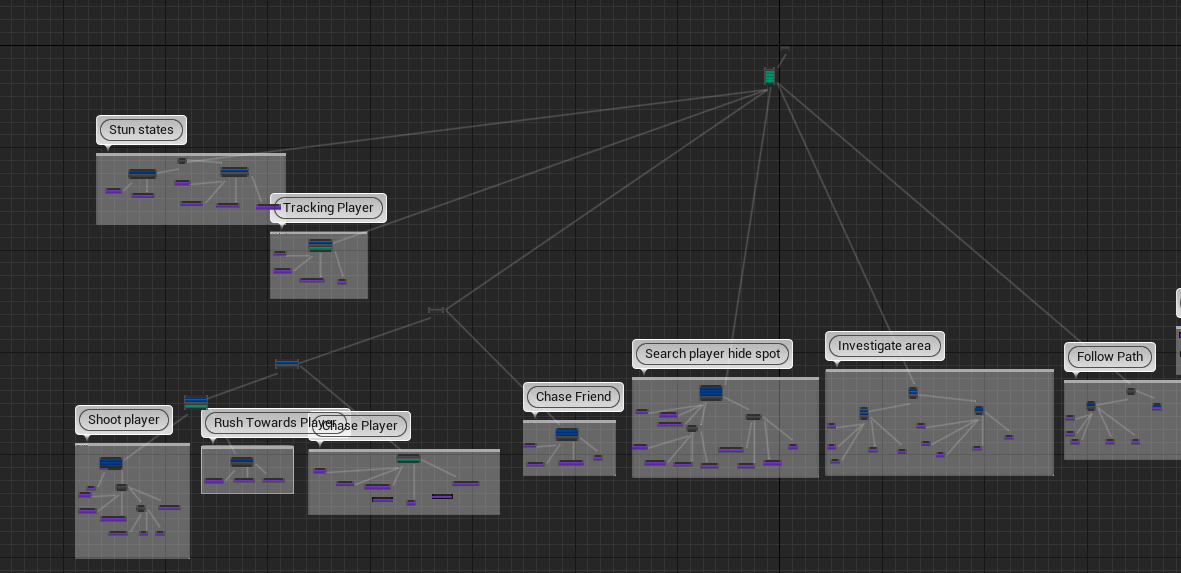 Stun states
Tracking Player
Search player hide spot
Investigate area
Follow Path
Chase Friend
Shoot player
Rush Towards Player
Chase Player